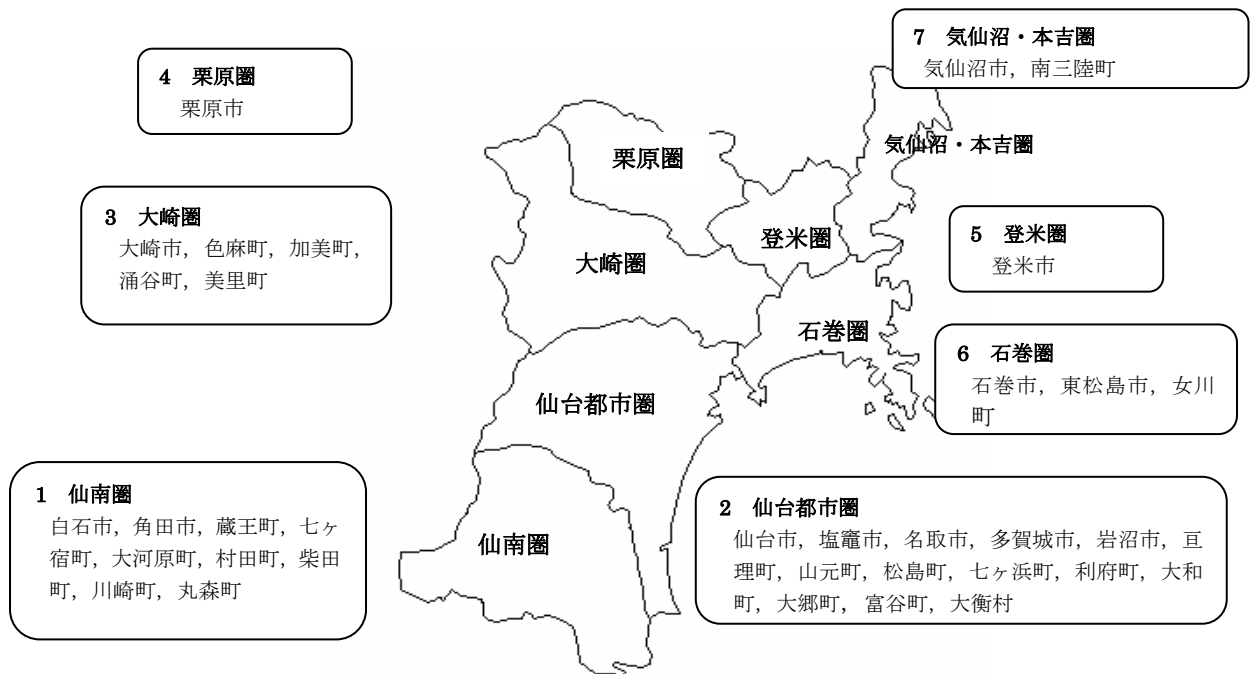 7 気仙沼・本吉圏
気仙沼市，南三陸町
4 栗原圏
栗原市
栗原圏
気仙沼・本吉圏
3 大崎圏
大崎市，色麻町，加美町，
涌谷町，美里町
登米圏
5 登米圏
登米市
大崎圏
石巻圏
6 石巻圏
石巻市，東松島市，女川
町
仙台都市圏
1 仙南圏
白石市，角田市，蔵王町，七ヶ
宿町，大河原町，村田町，柴田
町，川崎町，丸森町
仙南圏
2 仙台都市圏
仙台市，塩竈市，名取市，多賀城市，岩沼市，亘
理町，山元町，松島町，七ヶ浜町，利府町，大和
町，大郷町， 富谷町，大衡村